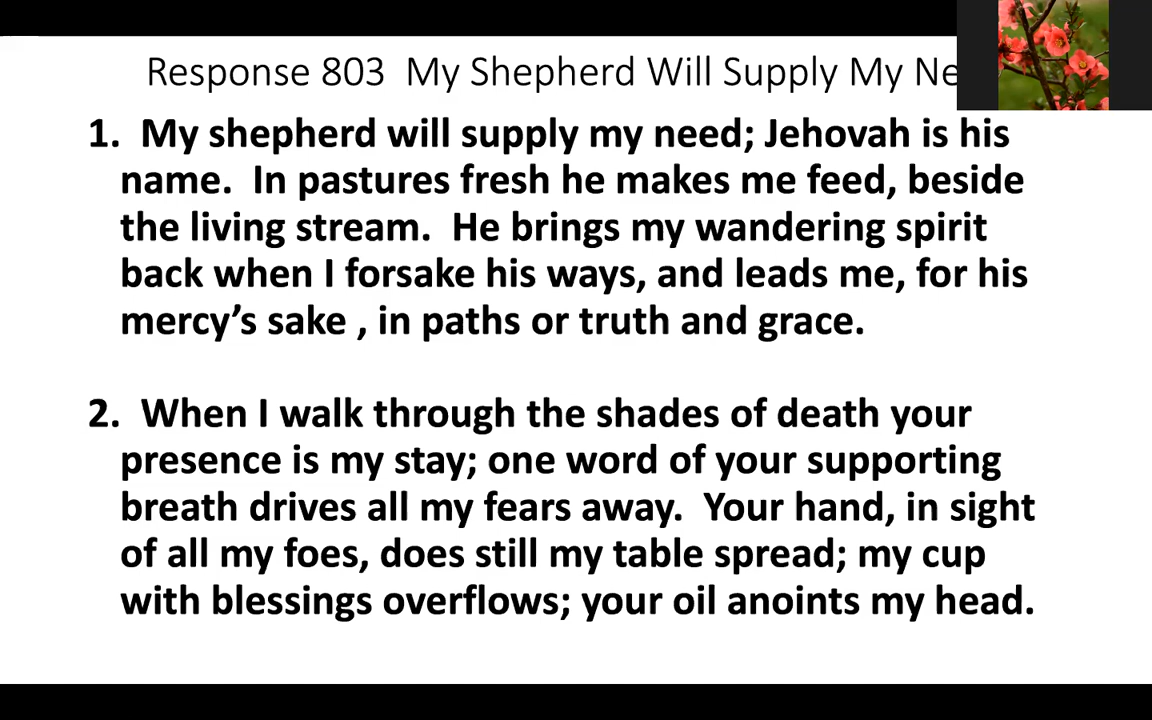 Response 803  My Shepherd Will Supply My Ne
1.  My shepherd will supply my need; Jehovah is his
name.  In pastures fresh he makes me feed, beside
the living stream.  He brings my wandering spirit
back when I forsake his ways, and leads me, for his
mercy’s sake , in paths or truth and grace.
2.  When I walk through the shades of death your
presence is my stay; one word of your supporting
breath drives all my fears away.  Your hand, in sight
of all my foes, does still my table spread; my cup
with blessings overflows; your oil anoints my head.